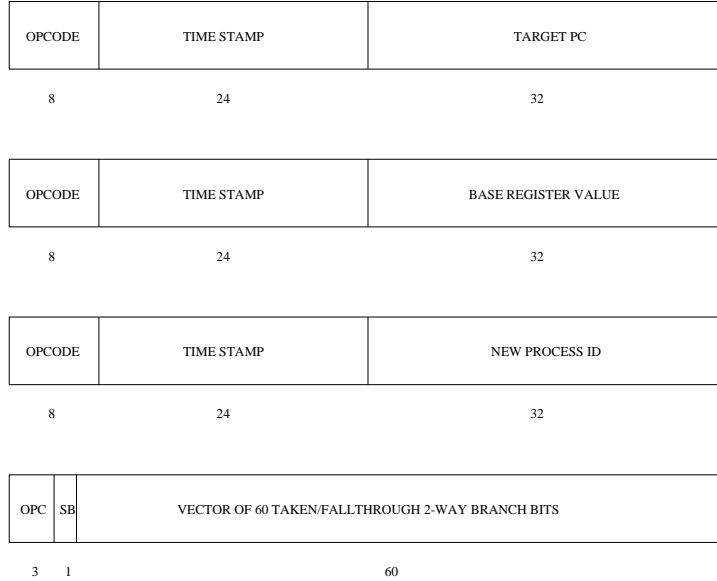 OPCODE TIME STAMP TARGET PC
8 24 32
OPCODE TIME STAMP BASE REGISTER VALUE
8 24 32
OPCODE TIME STAMP NEW PROCESS ID
8 24 32
OPC SB VECTOR OF 60 TAKEN/FALLTHROUGH 2-WAY BRANCH BITS
3 1 60